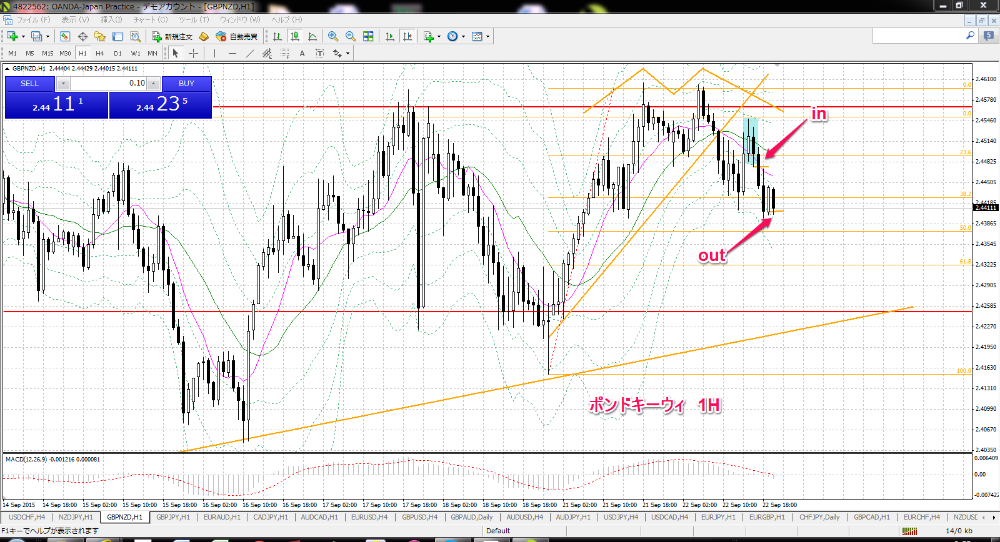 4822562: OANDA-Japan Practice - デモアカウント - [GBPNZD,H1]
ファイル (F) 表示 (V) 挿入(I) チャート (C) ツール (T) ウィンドウ (W) ヘルプ (H)
新規注文 自動売買 5
M1 M5 M15 M30 H1 H4 D1 W1 MN A T
GBPNZD,H1 2.44404 2.44429 2.44015 2.44111
SELL 0.10 BUY
2.44 11 1 2.44 23 5
2.46100
0.0
2.45780
0.0
2.45460
in
2.45140
23.6
2.44825
2.44505
38.2
2.44185
2.44111
2.43865
50.0
2.43545
out
61.8
2.43225
2.42905
2.42585
2.42270
2.41950
2.41630
100.0
2.41310
ポンドキーウィ 1H
2.40990
2.40670
2.40350
MACD(12,26,9) -0.001216 0.000081
0.006409
0.00
-0.007422
14 Sep 2015 14 Sep 18:00 15 Sep 02:00 15 Sep 10:00 15 Sep 18:00 16 Sep 02:00 16 Sep 10:00 16 Sep 18:00 17 Sep 02:00 17 Sep 10:00 17 Sep 18:00 18 Sep 02:00 18 Sep 10:00 18 Sep 18:00 21 Sep 02:00 21 Sep 10:00 21 Sep 18:00 22 Sep 02:00 22 Sep 10:00 22 Sep 18:00
USDCHF,H4 NZDJPY,H1 GBPNZD,H1 GBPJPY,H1 EURAUD,H1 CADJPY,H1 AUDCAD,H1 EURUSD,H4 GBPUSD,H4 GBPAUD,Daily AUDUSD,H4 AUDJPY,H1 USDJPY,H4 USDCAD,H4 EURJPY,H1 EURGBP,H1 CHFJPY,Daily GBPCAD,H1 EURCHF,H4 NZDUSD
F1キーでヘルプが表示されます Default 14/0 kb